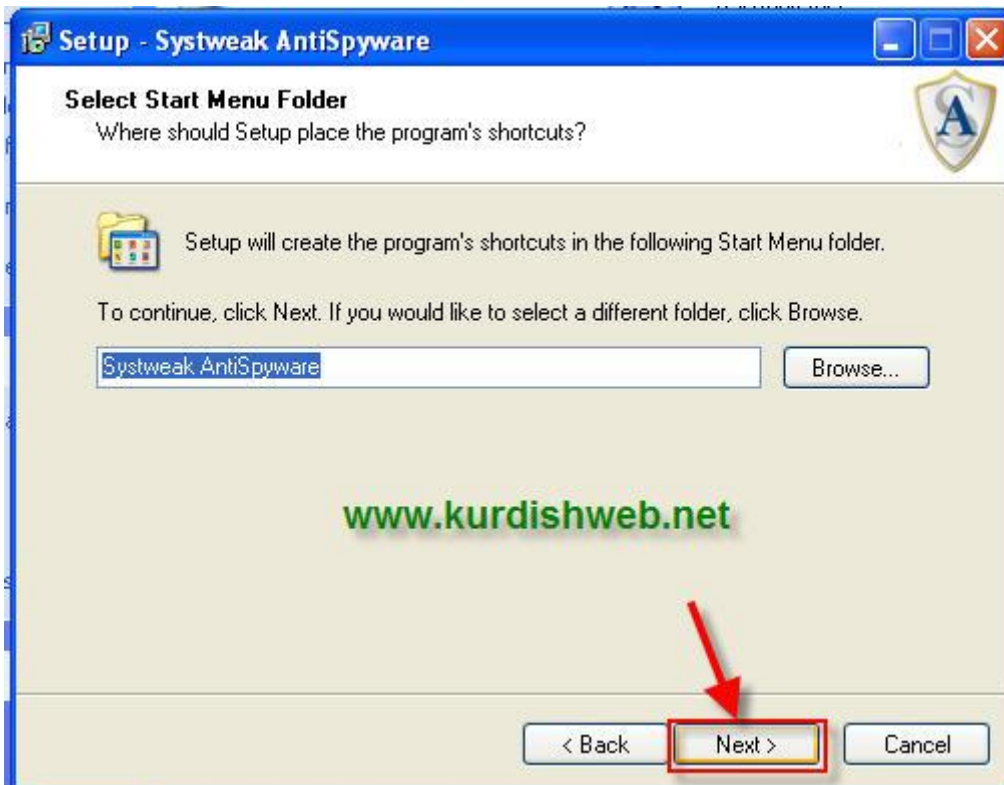 Setup - Systweak AntiSpyware
Select Start Menu Folder
Where should Setup place the program's shortcuts?
SA
Setup will create the program's shortcuts in the following Start Menu folder.
To continue, click Next. If you would like to select a different folder, click Browse.
Systweak AntiSpyware
Browse...
www.kurdishweb.net
< Back
Next >
Cancel